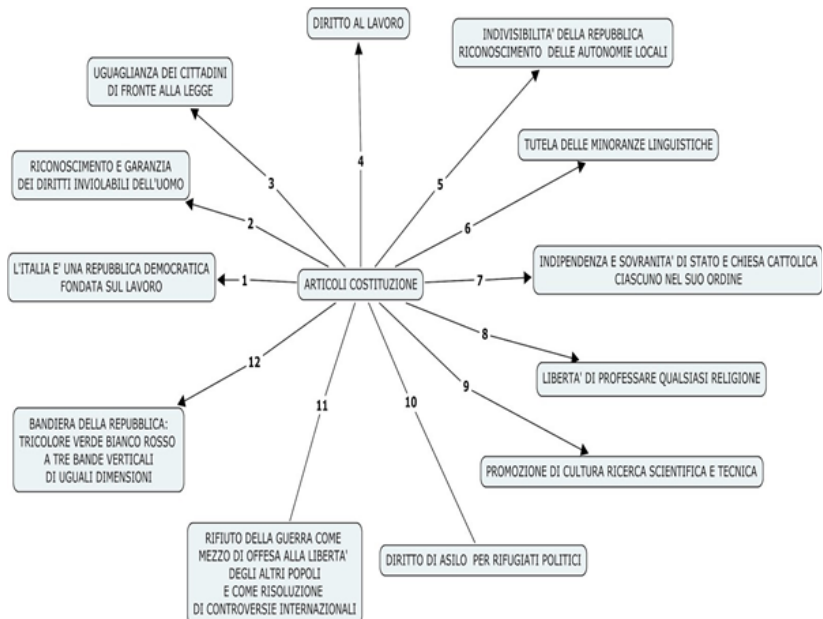 DIRITTO AL LAVORO
INDIVISIBILITA' DELLA REPUBBLICA
RICONOSCIMENTO DELLE AUTONOMIE LOCALI
UGUAGLIANZA DEI CITTADINI
DI FRONTE ALLA LEGGE
TUTELA DELLE MINORANZE LINGUISTICHE
RICONOSCIMENTO E GARANZIA
DEI DIRITTI INVIOLABILI DELL'UOMO
4
3
5
6
2
L'ITALIA E' UNA REPUBBLICA DEMOCRATICA
FONDATA SUL LAVORO
1
ARTICOLI COSTITUZIONE
7
INDIPENDENZA E SOVRANITA' DI STATO E CHIESA CATTOLICA
CIASCUNO NEL SUO ORDINE
8
12
9
11
10
LIBERTA' DI PROFESSARE QUALSIASI RELIGIONE
BANDIERA DELLA REPUBBLICA:
TRICOLORE VERDE BIANCO ROSSO
A TRE BANDE VERTICALI
DI UGUALI DIMENSIONI
PROMOZIONE DI CULTURA RICERCA SCIENTIFICA E TECNICA
RIFIUTO DELLA GUERRA COME
MEZZO DI OFFESA ALLA LIBERTA'
DEGLI ALTRI POPOLI
E COME RISOLUZIONE
DI CONTROVERSIE INTERNAZIONALI
DIRITTO DI ASILO PER RIFUGIATI POLITICI